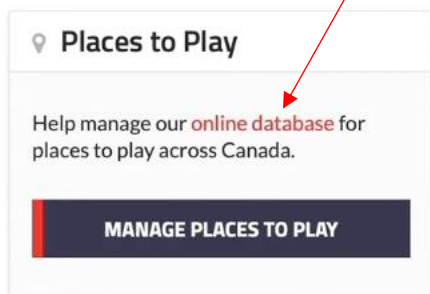 Places to Play
Help manage our online database for
places to play across Canada.
MANAGE PLACES TO PLAY